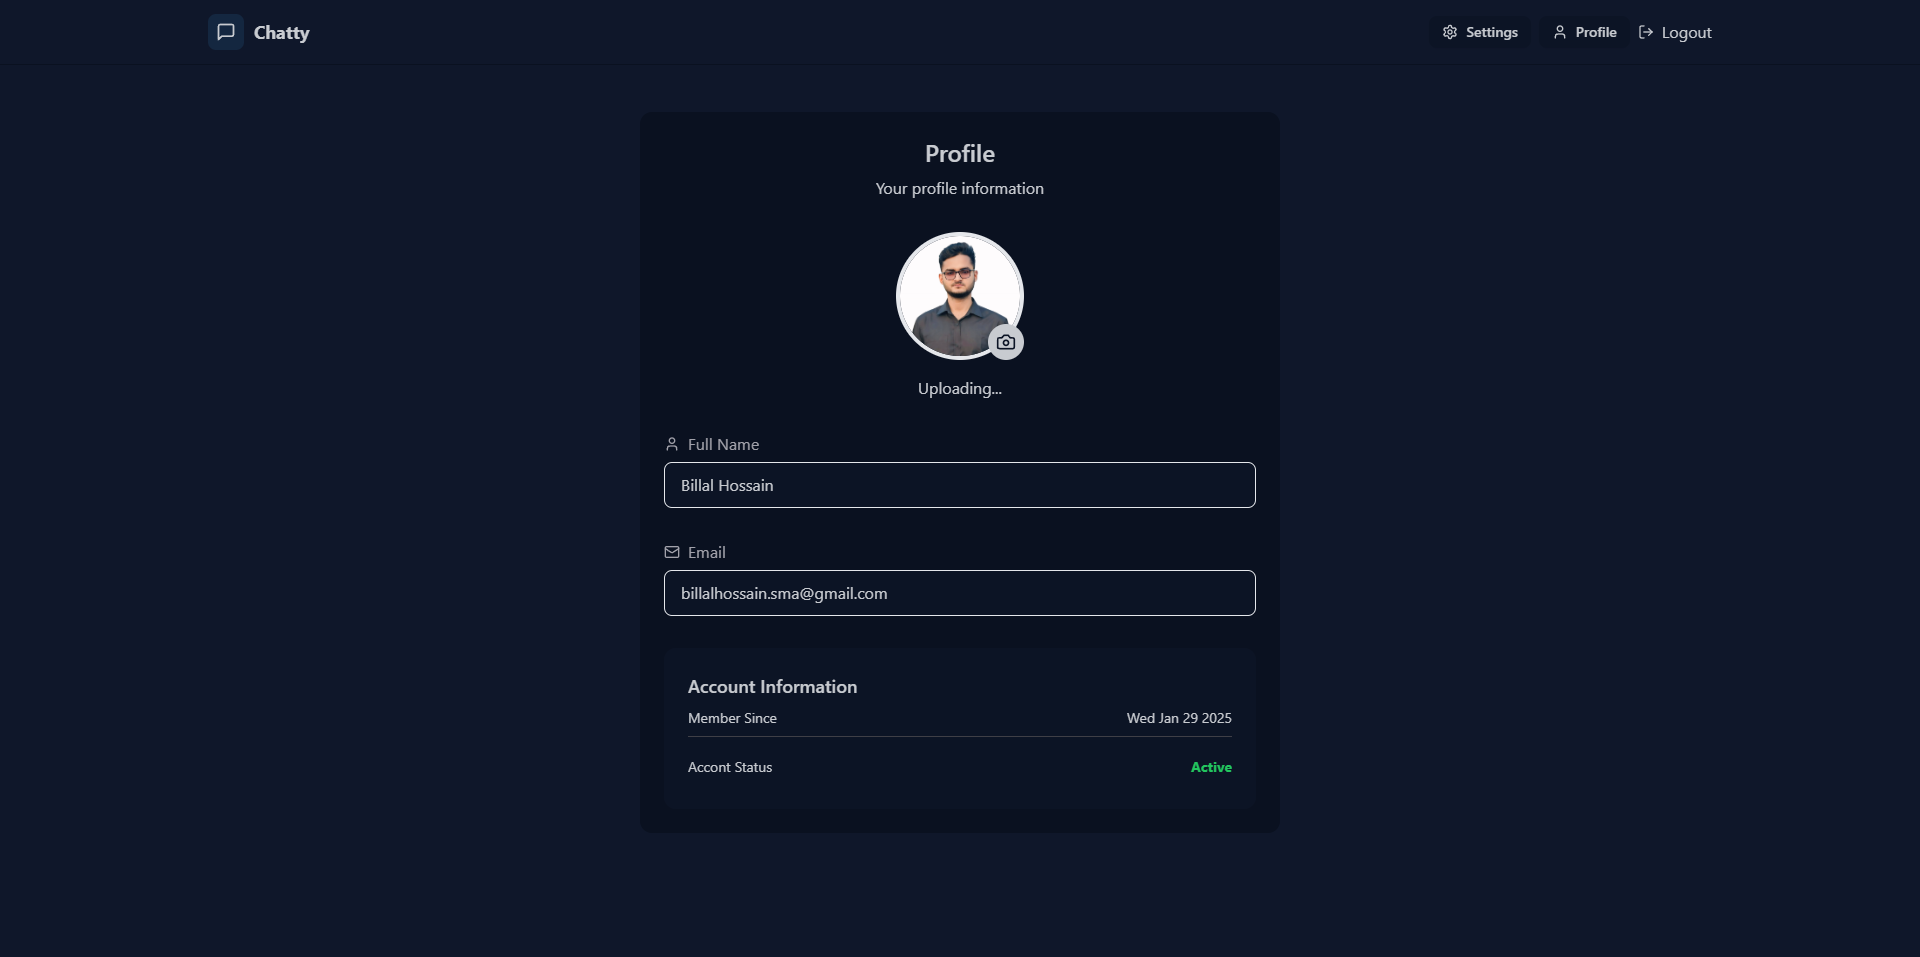 Chatty
Settings
Profile
Logout
Profile
Your profile information
Uploading...
Full Name
Billal Hossain
Email
billalhossain.sma@gmail.com
Account Information
Member Since Wed Jan 29 2025
Accont Status Active